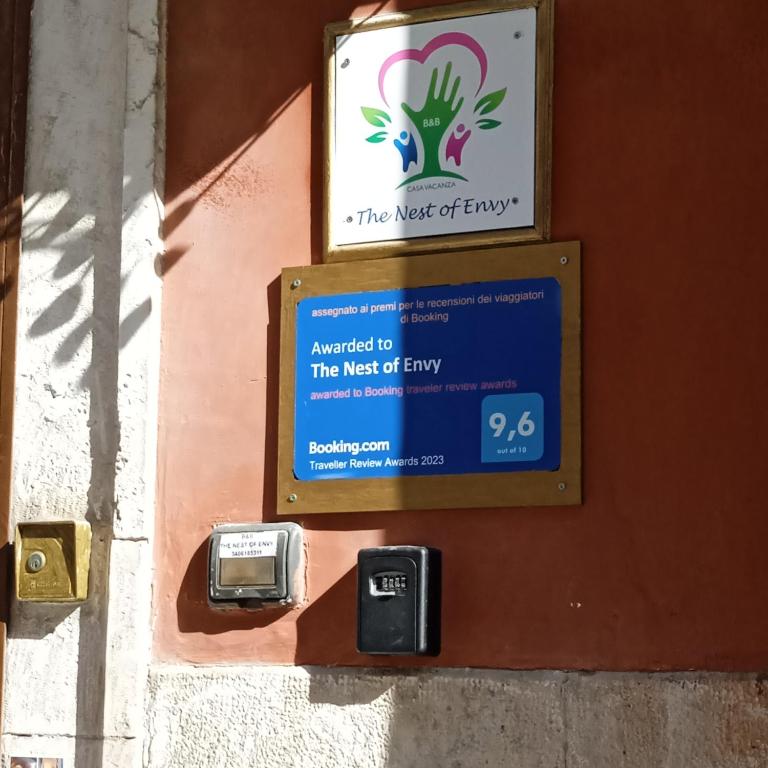 B&B
CASA VACANZA
The Nest of Envy
assegnato ai premi per le recensioni dei viaggiatori
di Booking
Awarded to
The Nest of Envy
awarded to Booking traveler review awards
9,6
out of 10
Booking.com
Traveller Review Awards 2023
B&B
THE NEST OF ENVY